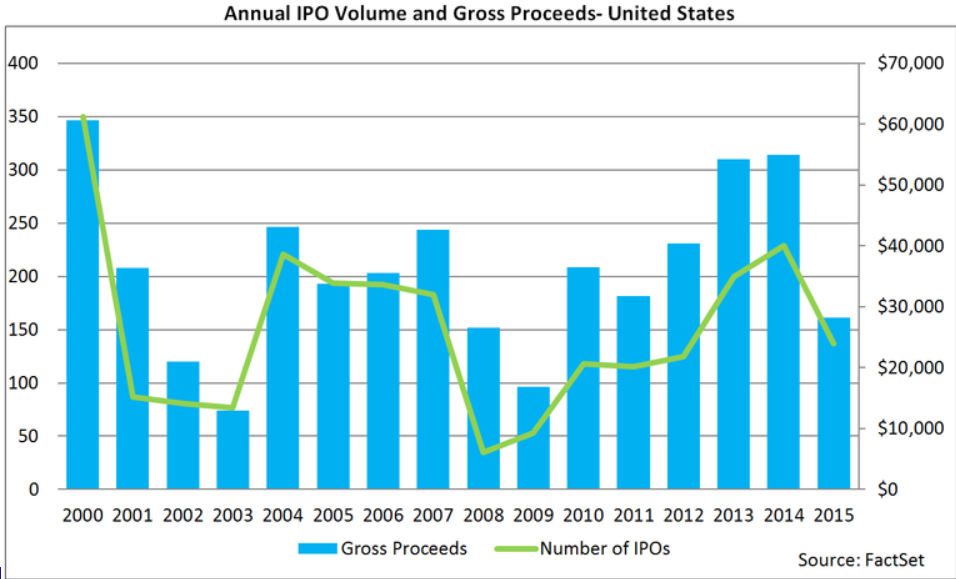 Annual IPO Volume and Gross Proceeds- United States
400 $70,000
350 $60,000
300 $50,000
250 $40,000
200 $30,000
150 $20,000
100 $10,000
50 $0
0
2000 2001 2002 2003 2004 2005 2006 2007 2008 2009 2010 2011 2012 2013 2014 2015
Gross Proceeds Number of IPOs
Source: FactSet